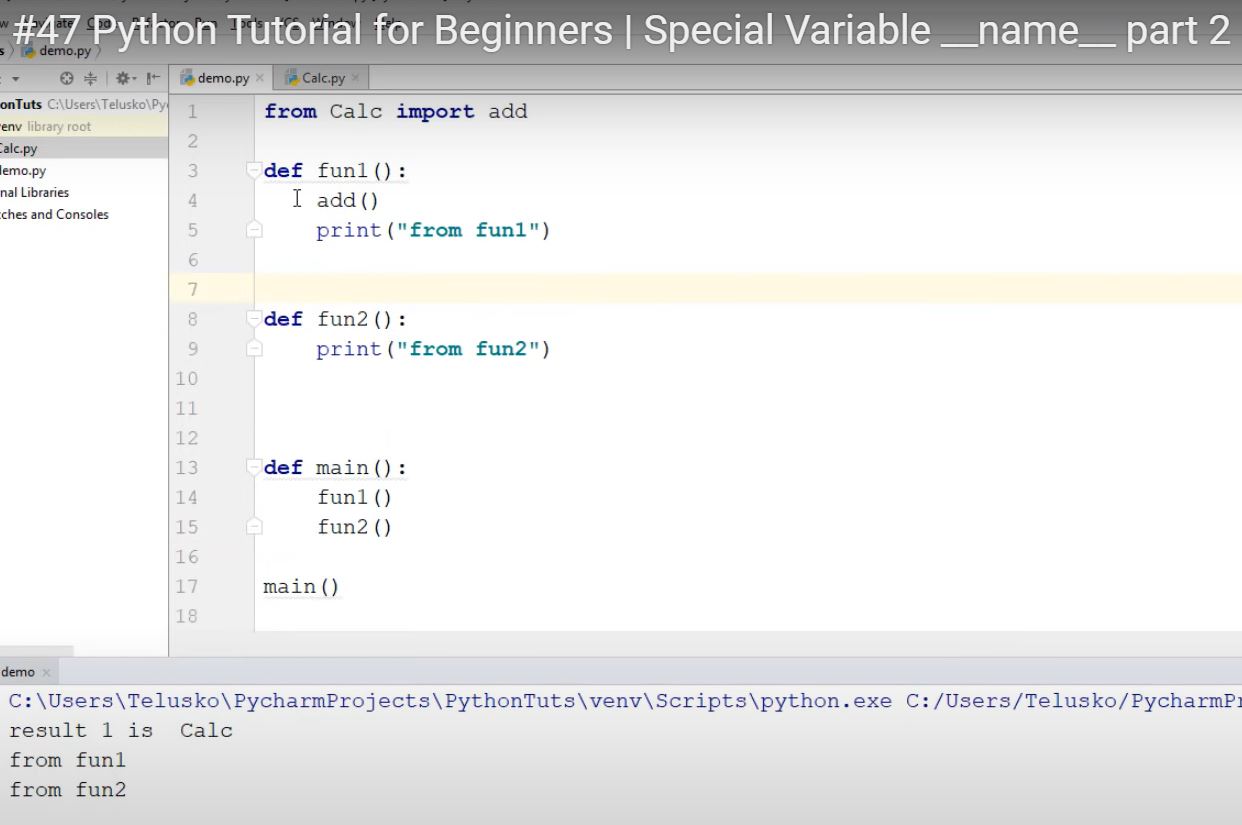 #47 Python Tutorial for Beginners | Special Variable __name__ part 2
demo.py
demo.py
Calc.py
onTuts C:\Users\Telusko\Py
env library root
Calc.py
demo.py
nal Libraries
ches and Consoles
1 from Calc import add
2
3 def fun1():
4 add()
5 print("from fun1")
6
7
8 def fun2():
9 print("from fun2")
10
11
12
13 def main():
14 fun1()
15 fun2()
16
17 main()
18
demo
C:\Users\Telusko\PycharmProjects\PythonTuts\venv\Scripts\python.exe C:/Users/Telusko/PycharmPr
result 1 is  Calc
from fun1
from fun2